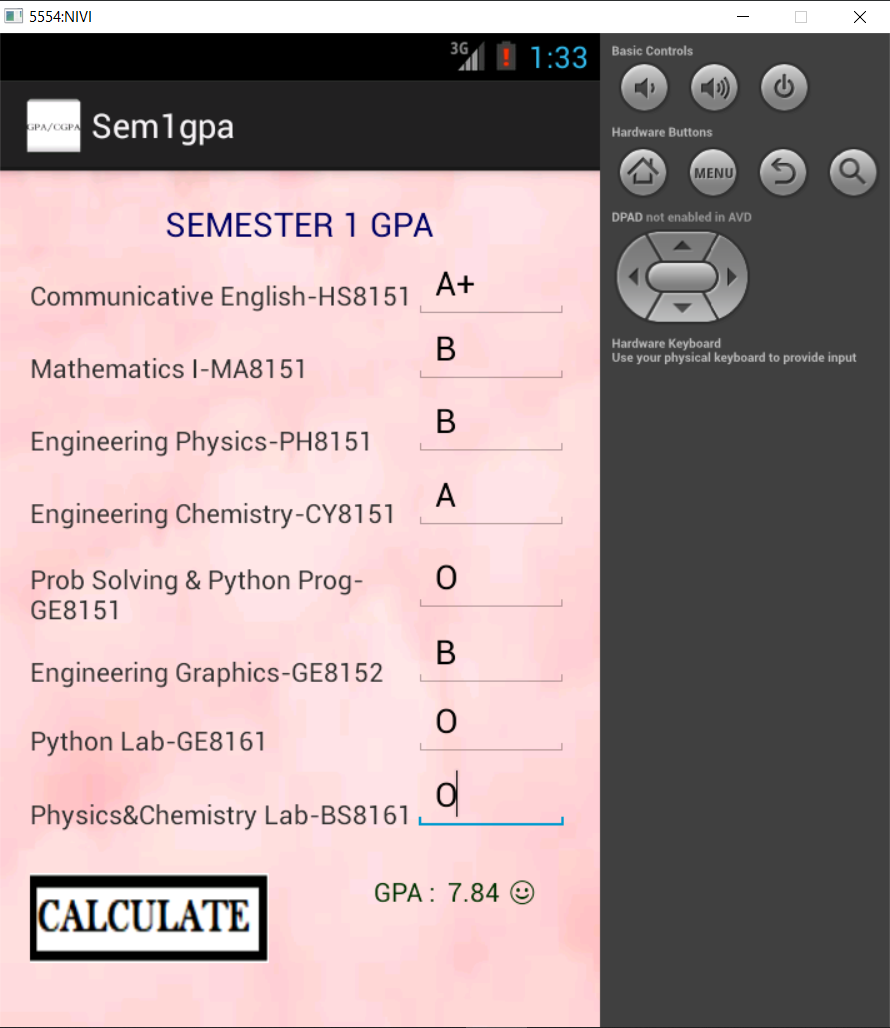 5554:NIVI
3G 1:33
GPA/CGPA Sem1gpa
SEMESTER 1 GPA
Communicative English-HS8151 A+
Mathematics I-MA8151 B
Engineering Physics-PH8151 B
Engineering Chemistry-CY8151 A
Prob Solving & Python Prog-
GE8151 O
Engineering Graphics-GE8152 B
Python Lab-GE8161 O
Physics&Chemistry Lab-BS8161 O
CALCULATE GPA : 7.84 ☺
Basic Controls
Hardware Buttons
MENU
DPAD not enabled in AVD
Hardware Keyboard
Use your physical keyboard to provide input